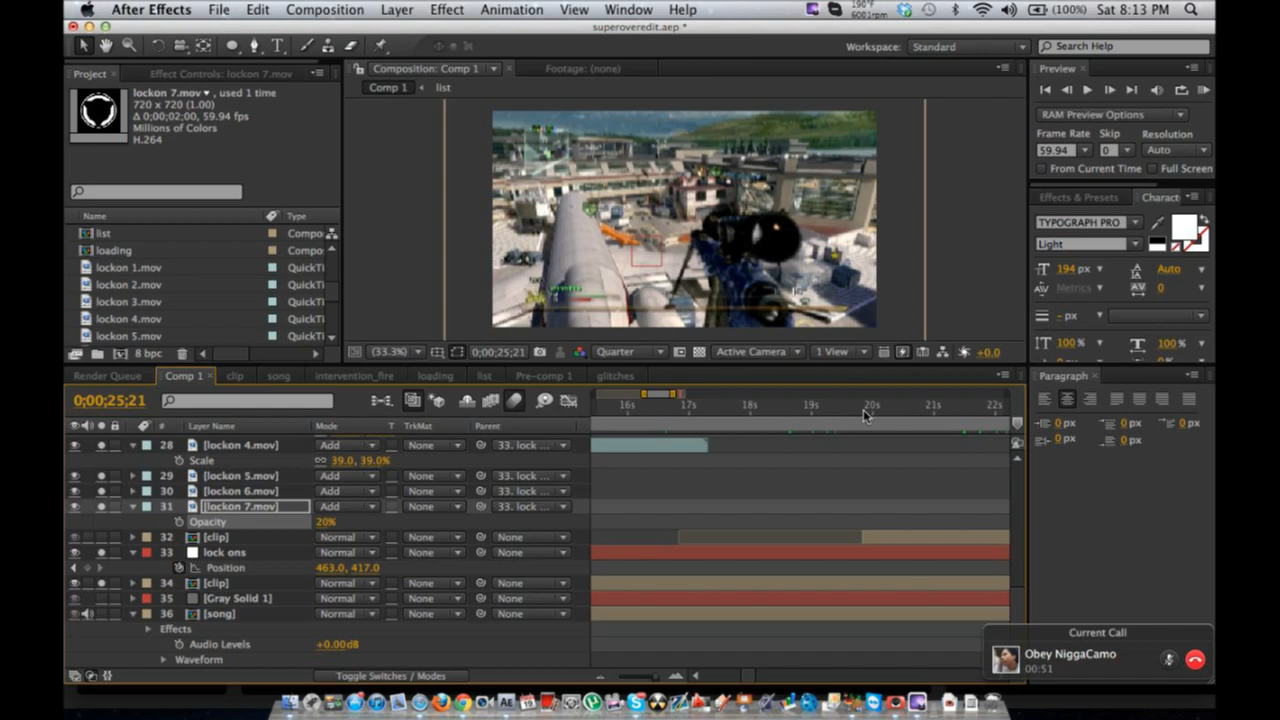 After Effects File Edit Composition Layer Effect Animation View Window Help 190°F 6001rpm (100%) Sat 8:13 PM
superoveredit.aep *
Workspace: Standard Search Help
Project Effect Controls: lockon 7.mov
lockon 7.mov , used 1 time
720 x 720 (1.00)
Δ 0;00;02;00, 59.94 fps
Millions of Colors
H.264
Name Type
list Compo
loading Compo
lockon 1.mov QuickTi
lockon 2.mov QuickTi
lockon 3.mov QuickTi
lockon 4.mov QuickTi
lockon 5.mov QuickTi
8 bpc
Composition: Comp 1 Footage: (none)
Comp 1 list
(33.3%) 0;00;25;21 Quarter Active Camera 1 View +0.0
Preview
RAM Preview Options
Frame Rate Skip Resolution
59.94 0 Auto
From Current Time Full Screen
Effects & Presets Charact
TYPOGRAPH PRO
Light
194 px Auto
Metrics 0
- px
100% 100%
Render Queue Comp 1 clip song intervention_fire loading list Pre-comp 1 glitches
0;00;25;21
16s 17s 18s 19s 20s 21s 22s
# Layer Name Mode T TrkMat Parent
28 [lockon 4.mov] Add None 33. lock ...
Scale 39.0, 39.0%
29 [lockon 5.mov] Add None 33. lock ...
30 [lockon 6.mov] Add None 33. lock ...
31 [lockon 7.mov] Add None 33. lock ...
Opacity 20%
32 [clip] Normal None None
33 lock ons Normal None None
Position 463.0, 417.0
34 [clip] Normal None None
35 [Gray Solid 1] Normal None None
36 [song] Normal None None
Effects
Audio Levels +0.00dB
Waveform
Toggle Switches / Modes
Paragraph
0 px 0 px 0 px
0 px 0 px
Current Call
Obey NiggaCamo
00:51